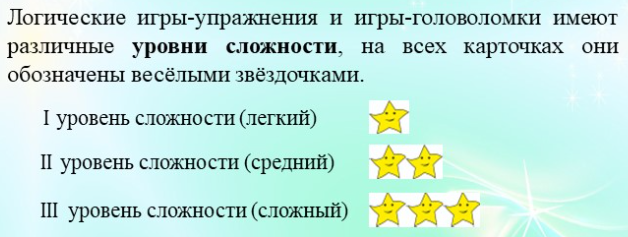 Логические игры-упражнения и игры-головоломки имеют
различные уровни сложности, на всех карточках они
обозначены весёлыми звёздочками.
I уровень сложности (легкий)
II уровень сложности (средний)
III уровень сложности (сложный)